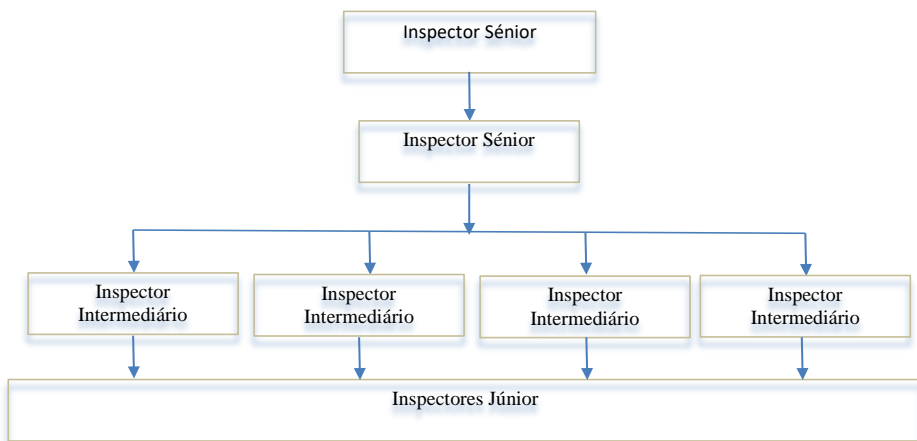 Inspector Sénior
Inspector Sénior
Inspector
Intermediário
Inspector
Intermediário
Inspector
Intermediário
Inspector
Intermediário
Inspectores Júnior